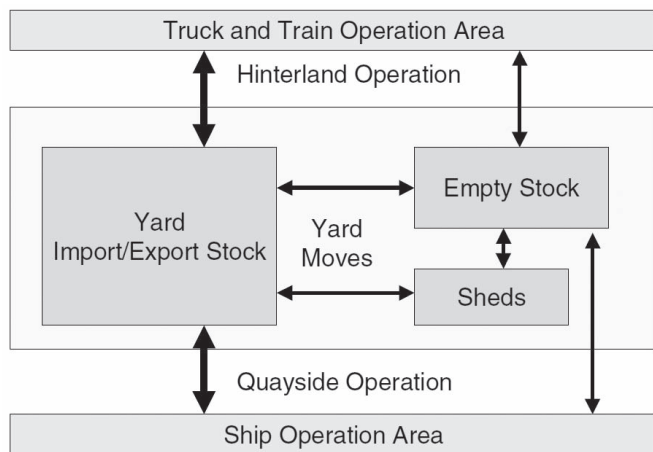 Truck and Train Operation Area
Hinterland Operation
Empty Stock
Yard
Import/Export Stock
Yard
Moves
Sheds
Quayside Operation
Ship Operation Area